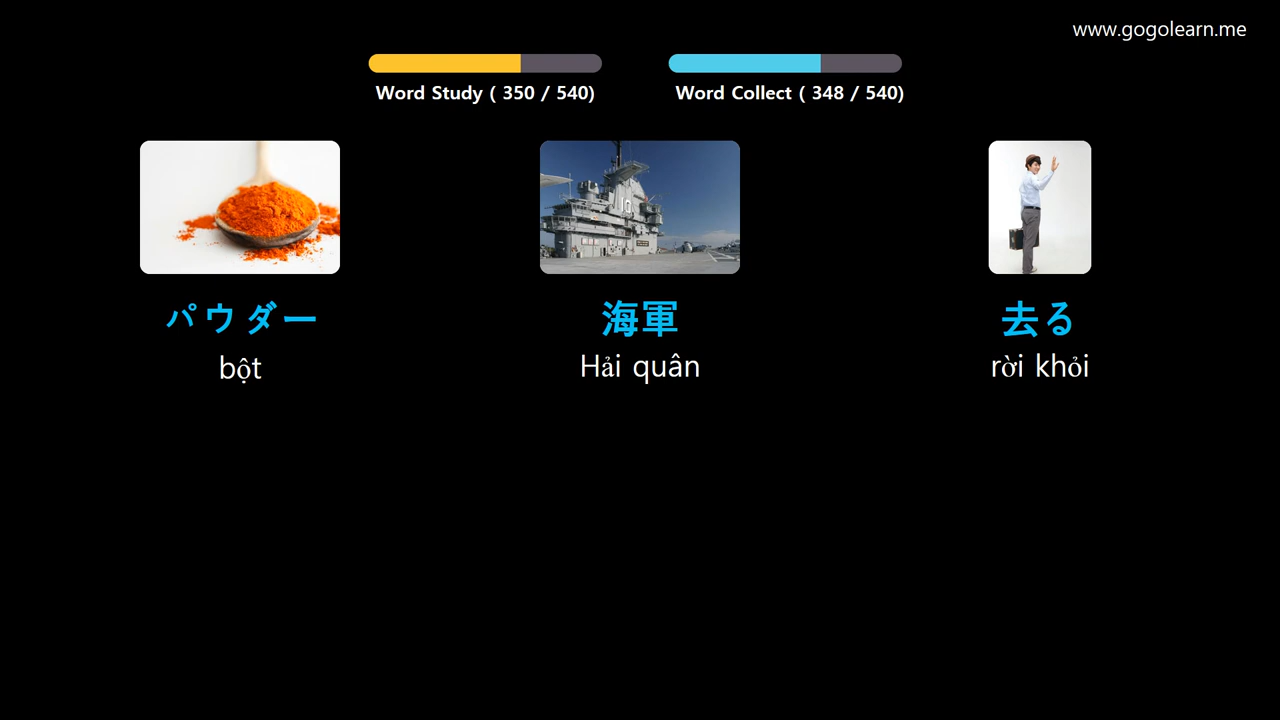 www.gogolearn.me
Word Study ( 350 / 540)
Word Collect ( 348 / 540)
パウダー
bột
海軍
Hải quân
去る
rời khỏi